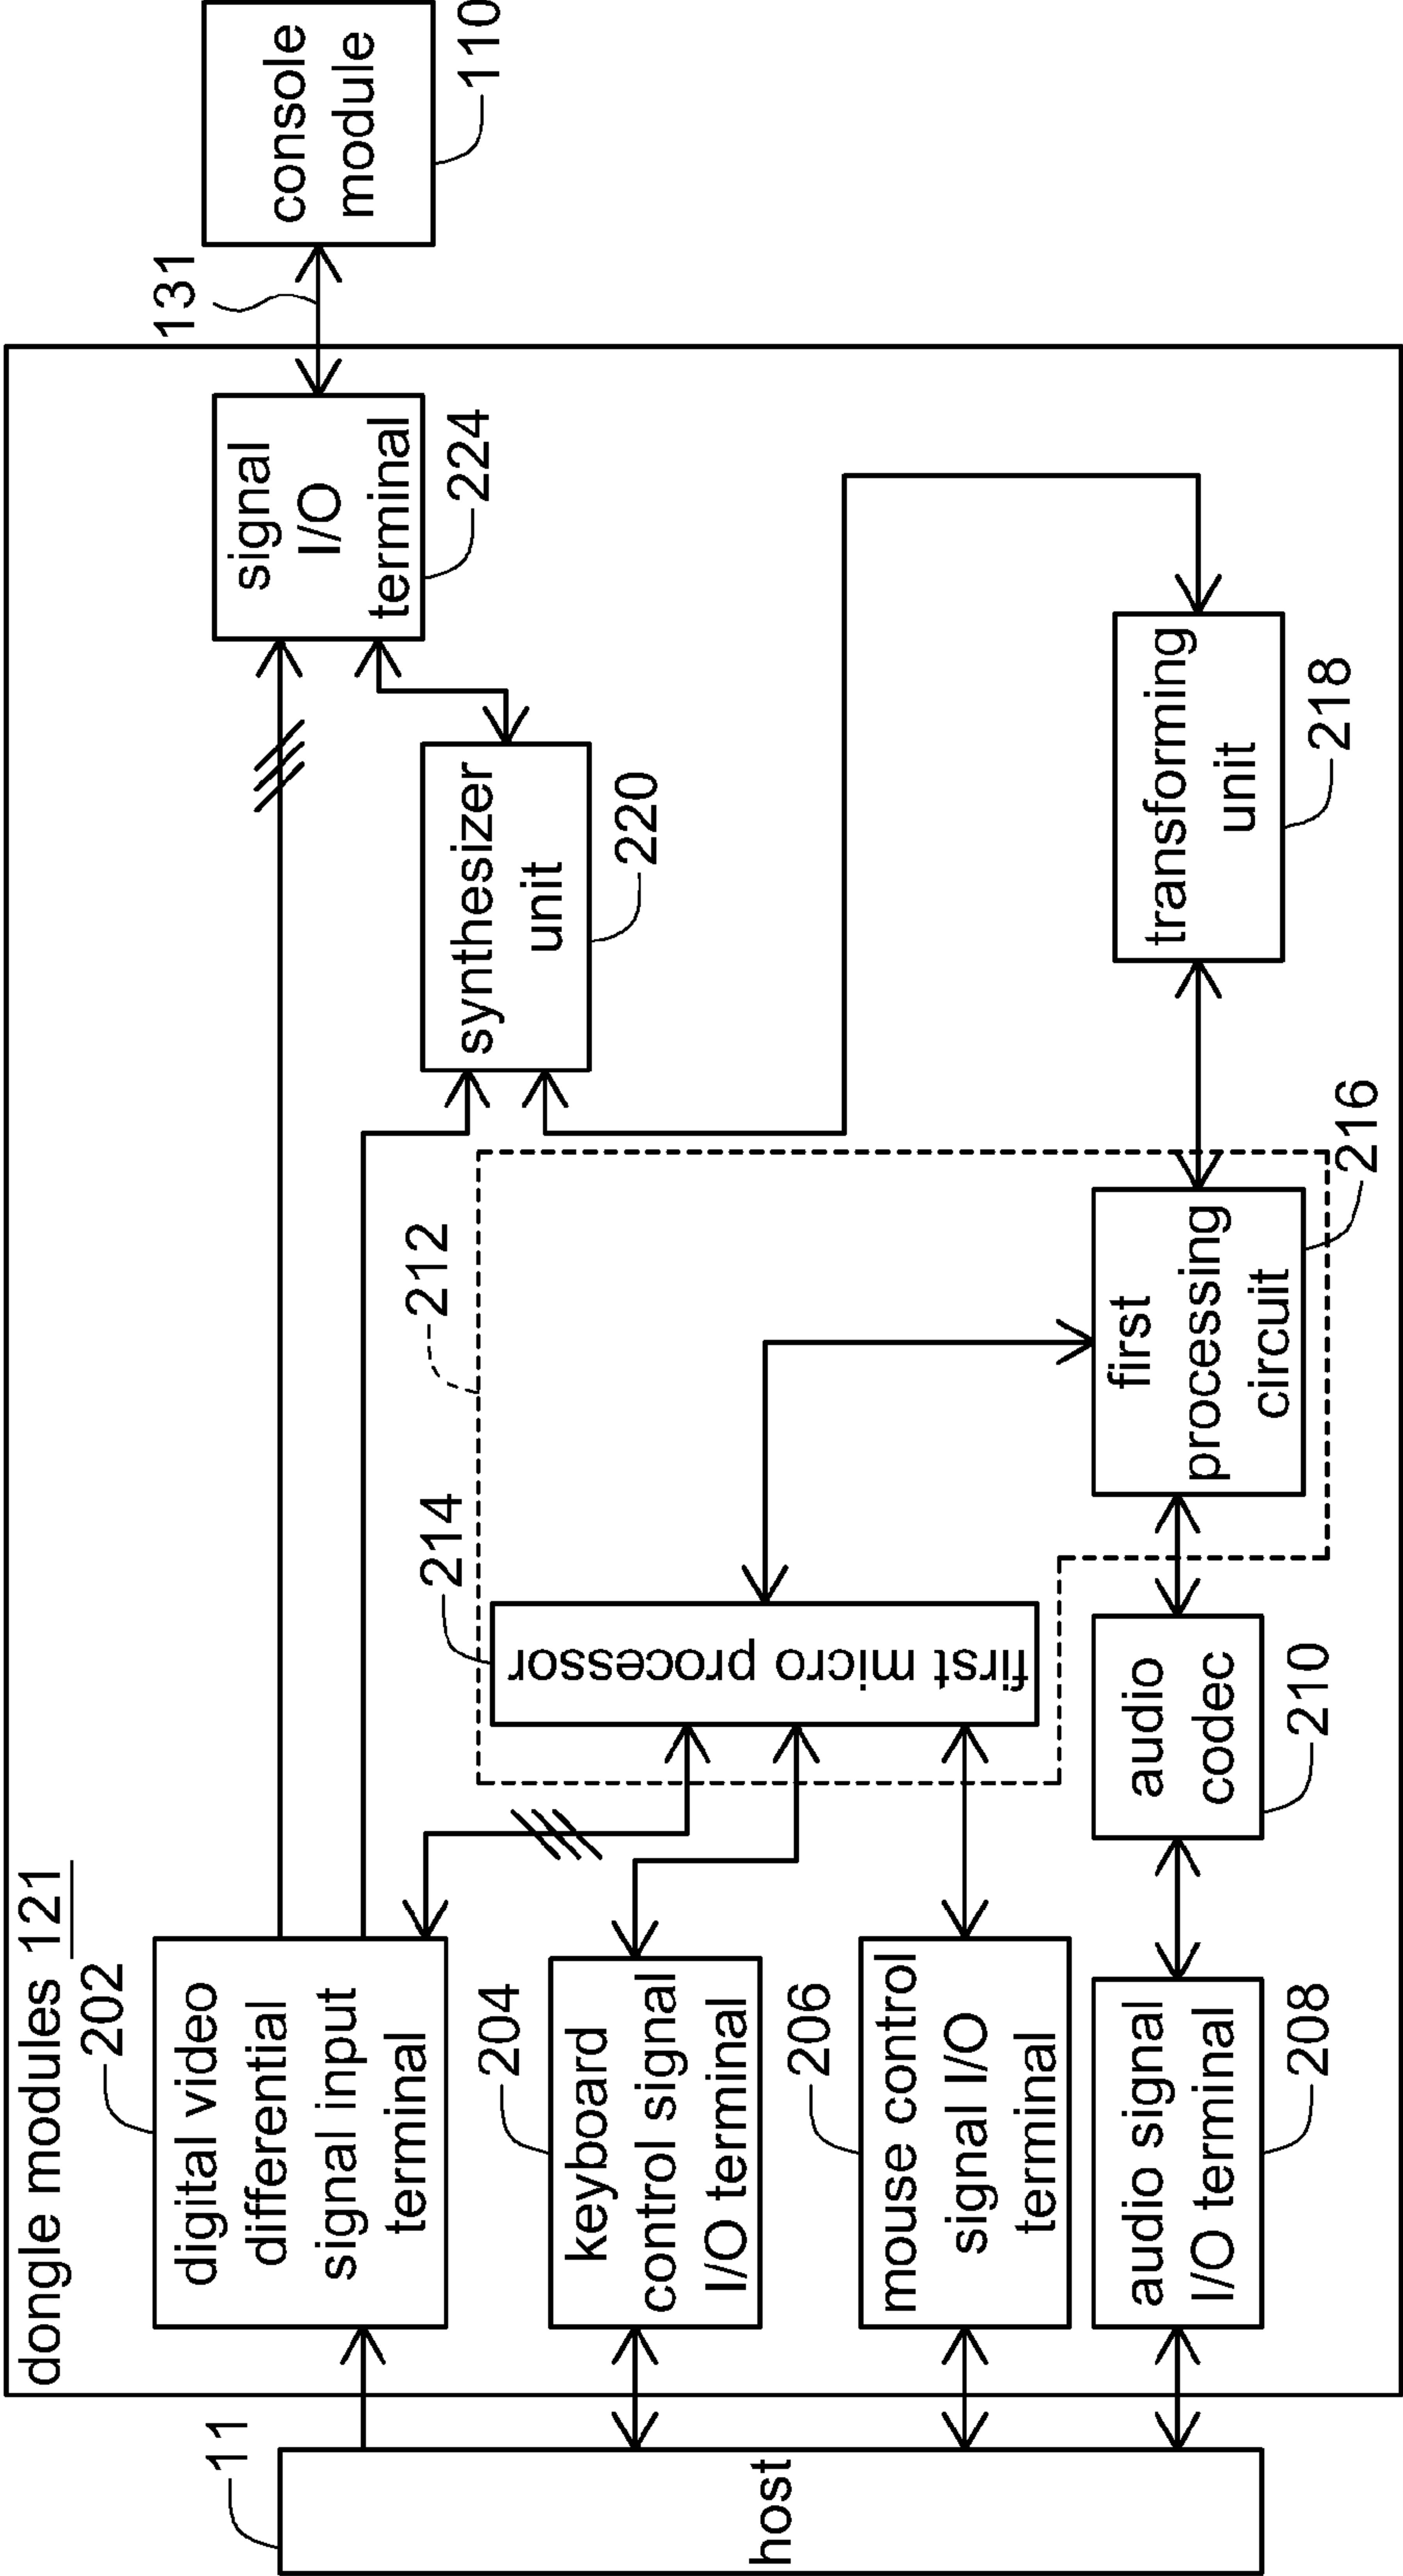 dongle modules 121
11
host
202
digital video
differential
signal input
terminal
204
keyboard
control signal
I/O terminal
206
mouse control
signal I/O
terminal
208
audio signal
I/O terminal
210
audio
codec
212
214
first micro processor
216
first
processing
circuit
218
transforming
unit
220
synthesizer
unit
224
signal
I/O
terminal
131
console
module
110